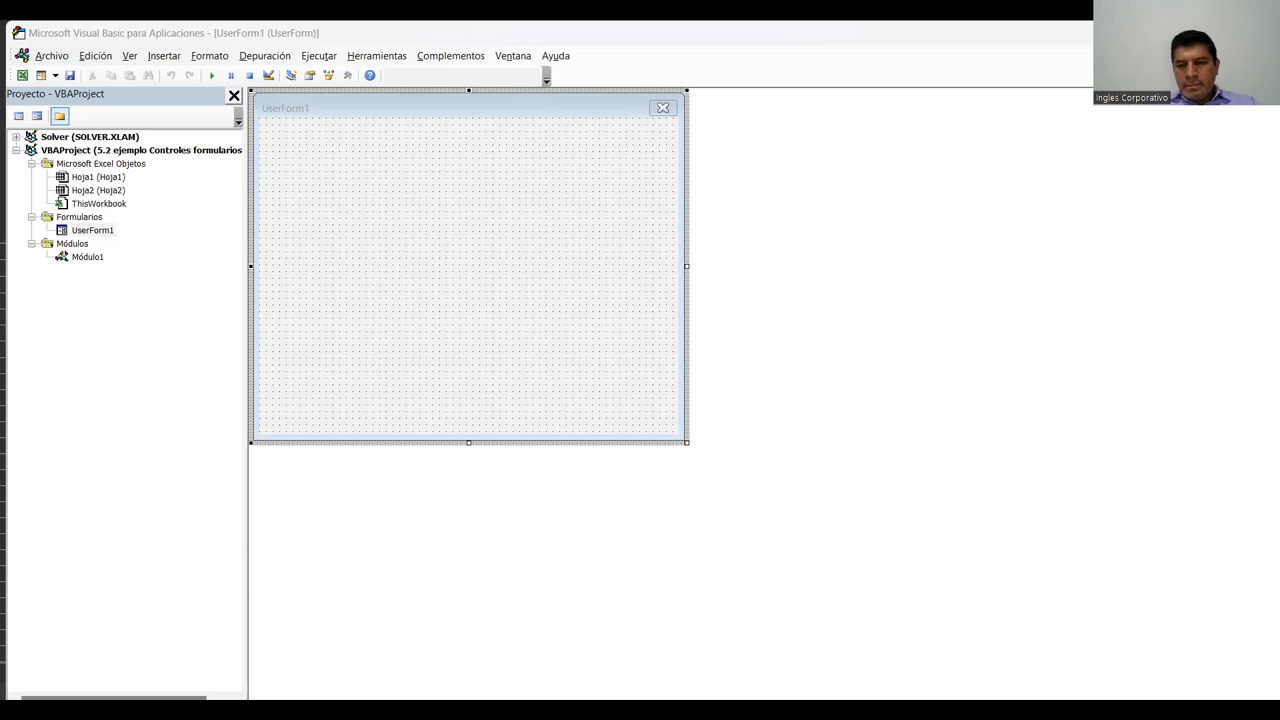 Microsoft Visual Basic para Aplicaciones - [UserForm1 (UserForm)]
Archivo Edición Ver Insertar Formato Depuración Ejecutar Herramientas Complementos Ventana Ayuda
Proyecto - VBAProject
Solver (SOLVER.XLAM)
VBAProject (5.2 ejemplo Controles formularios
Microsoft Excel Objetos
Hoja1 (Hoja1)
Hoja2 (Hoja2)
ThisWorkbook
Formularios
UserForm1
Módulos
Módulo1
UserForm1
Ingles Corporativo